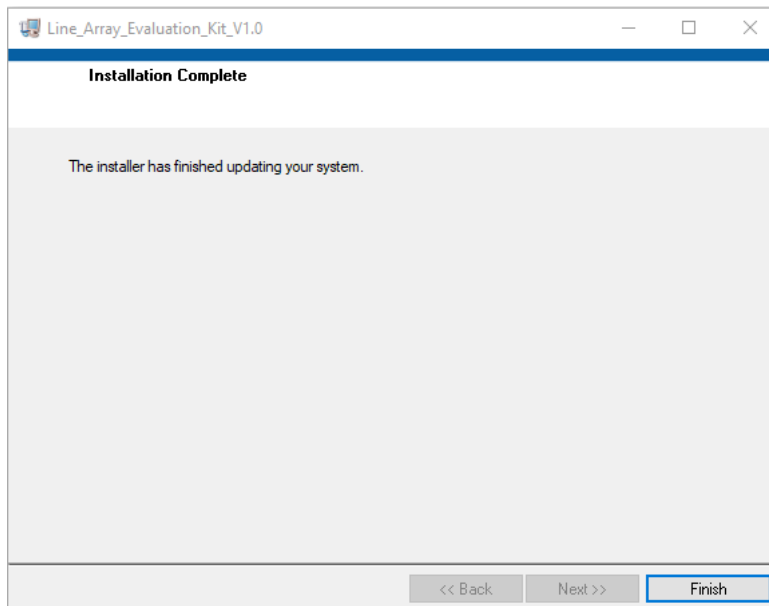 Line_Array_Evaluation_Kit_V1.0
Installation Complete
The installer has finished updating your system.
<< Back Next >> Finish